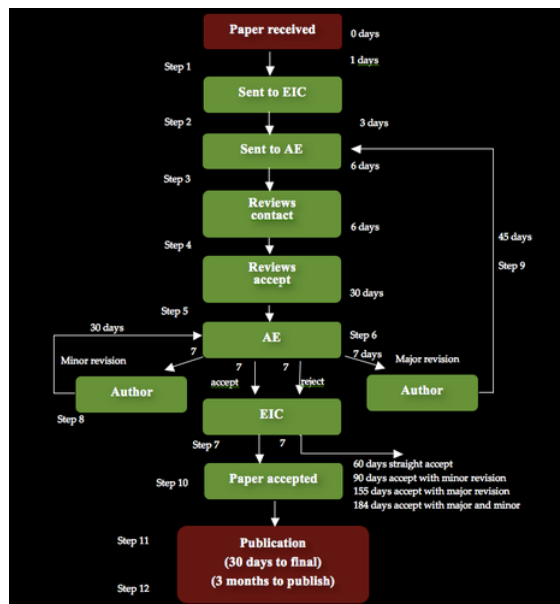 Paper received
0 days
1 days
Step 1
Sent to EIC
Step 2
3 days
Sent to AE
6 days
Step 3
Reviews
contact
6 days
45 days
Step 4
Step 9
Reviews
accept
30 days
Step 5
30 days
AE
Step 6
7
7 days
Major revision
Minor revision
7
7
accept
reject
Author
Author
Step 8
EIC
Step 7
7
60 days straight accept
90 days accept with minor revision
155 days accept with major revision
184 days accept with major and minor
Step 10
Paper accepted
Step 11
Publication
(30 days to final)
(3 months to publish)
Step 12